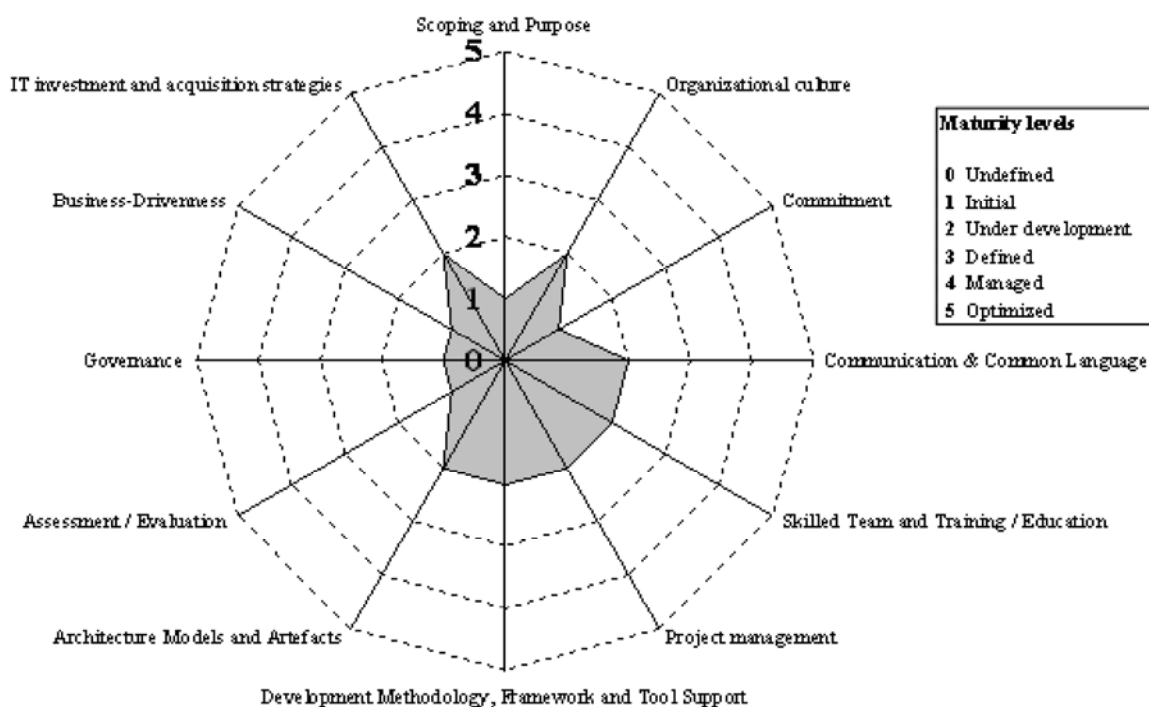 Scoping and Purpose
5
IT investment and acquisition strategies
Organizational culture
4
Maturity levels
3
0 Undefined
Business-Drivenness
Commitment
1 Initial
2
2 Under development
3 Defined
4 Managed
1
5 Optimized
Governance
0
Communication & Common Language
Assessment / Evaluation
Skilled Team and Training / Education
Architecture Models and Artefacts
Project management
Development Methodology, Framework and Tool Support